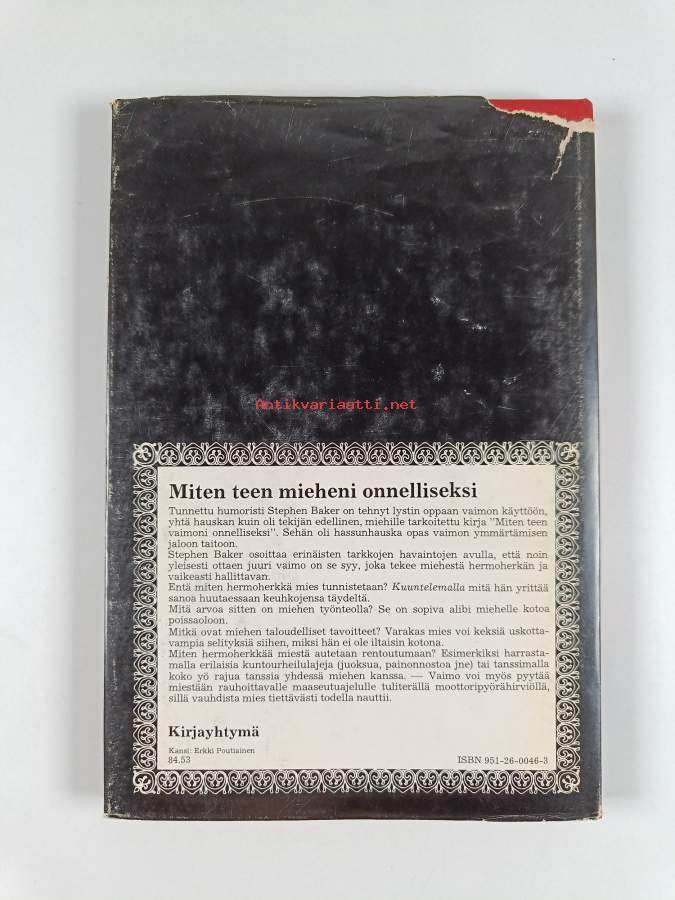 Antikvariaatti.net
Miten teen mieheni onnelliseksi
Tunnettu humoristi Stephen Baker on tehnyt lystin oppaan vaimon käyttöön,
yhtä hauskan kuin oli tekijän edellinen, miehille tarkoitettu kirja "Miten teen
vaimoni onnelliseksi". Sehän oli hassunhauska opas vaimon ymmärtämisen
jaloon taitoon.
Stephen Baker osoittaa erinäisten tarkkojen havaintojen avulla, että noin
yleisesti ottaen juuri vaimo on se syy, joka tekee miehestä hermoherkän ja
vaikeasti hallittavan.
Entä miten hermoherkkä mies tunnistetaan? Kuuntelemalla mitä hän yrittää
sanoa huutaessaan keuhkojensa täydeltä.
Mitä arvoa sitten on miehen työnteolla? Se on sopiva alibi miehelle kotoa
poissaoloon.
Mitkä ovat miehen taloudelliset tavoitteet? Varakas mies voi keksiä uskotta-
vampia selityksiä siihen, miksi hän ei ole iltaisin kotona.
Miten hermoherkkää miestä autetaan rentoutumaan? Esimerkiksi harrasta-
malla erilaisia kuntourheilulajeja (juoksua, painonnostoa jne) tai tanssimalla
koko yö rajua tanssia yhdessä miehen kanssa. — Vaimo voi myös pyytää
miestään rauhoittavalle maaseutuajelulle tuliterällä moottoripyörähirviöllä,
sillä vauhdista mies tiettävästi todella nauttii.
Kirjayhtymä
Kansi: Erkki Poutiainen
84.53 ISBN 951-26-0046-3